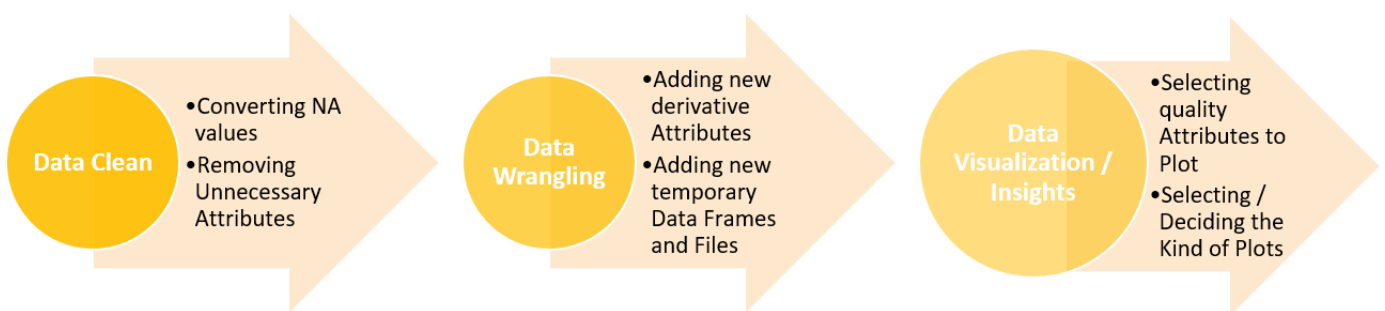 Data Clean
•Converting NA
values
•Removing
Unnecessary
Attributes
Data
Wrangling
•Adding new
derivative
Attributes
•Adding new
temporary
Data Frames
and Files
Data
Visualization /
Insights
•Selecting
quality
Attributes to
Plot
•Selecting /
Deciding the
Kind of Plots